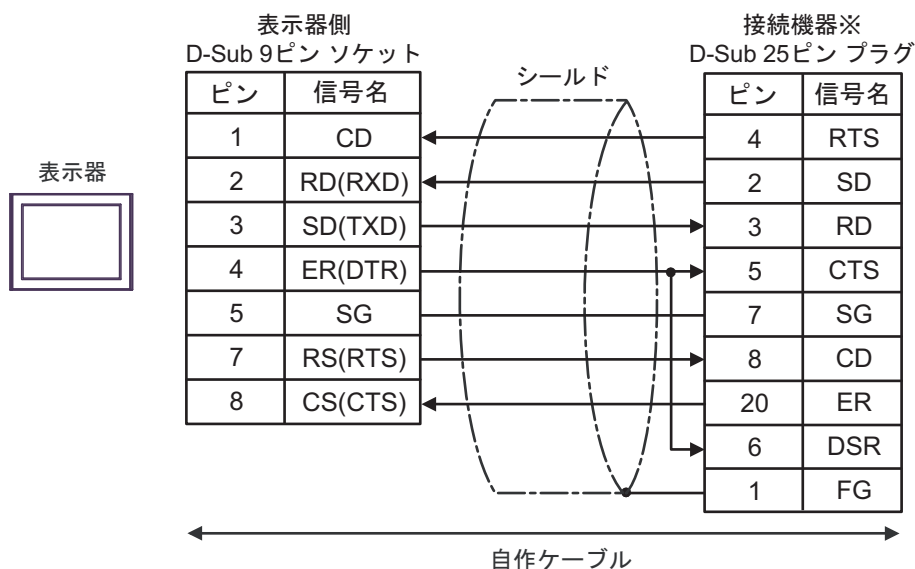 表示器側
D-Sub 9ピン ソケット
接続機器※
D-Sub 25ピン プラグ
シールド
ピン 信号名
ピン 信号名
表示器
1 CD
4 RTS
2 RD(RXD)
2 SD
3 SD(TXD)
3 RD
4 ER(DTR)
5 CTS
5 SG
7 SG
7 RS(RTS)
8 CD
8 CS(CTS)
20 ER
6 DSR
1 FG
自作ケーブル